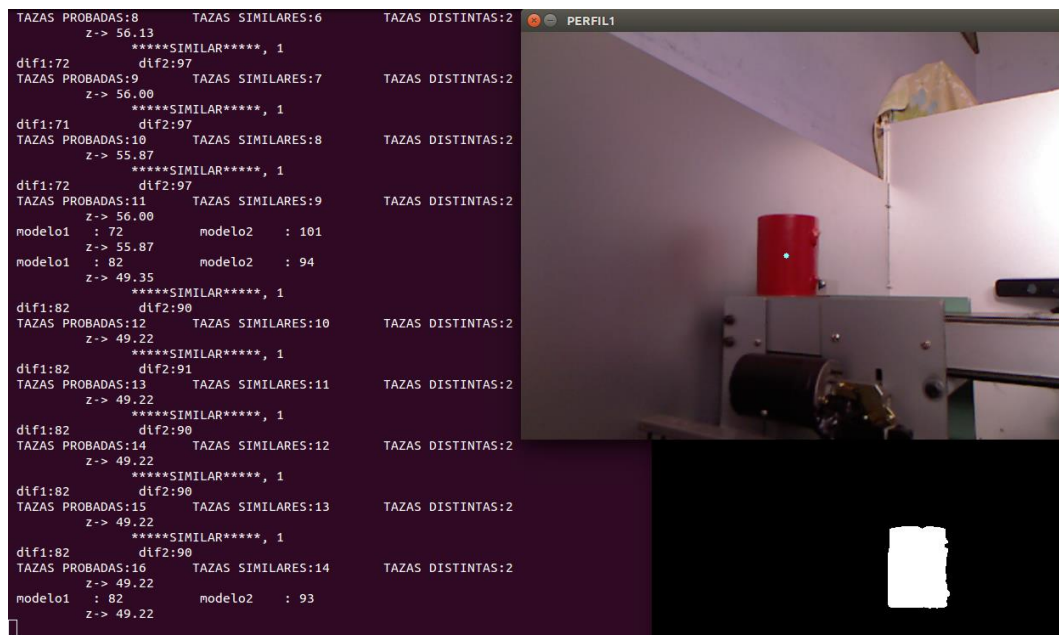 TAZAS PROBADAS:8 TAZAS SIMILARES:6 TAZAS DISTINTAS:2
z-> 56.13
*****SIMILAR*****, 1
dif1:72 dif2:97
TAZAS PROBADAS:9 TAZAS SIMILARES:7 TAZAS DISTINTAS:2
z-> 56.00
*****SIMILAR*****, 1
dif1:71 dif2:97
TAZAS PROBADAS:10 TAZAS SIMILARES:8 TAZAS DISTINTAS:2
z-> 55.87
*****SIMILAR*****, 1
dif1:72 dif2:97
TAZAS PROBADAS:11 TAZAS SIMILARES:9 TAZAS DISTINTAS:2
z-> 56.00
modelo1 : 72 modelo2 : 101
z-> 55.87
modelo1 : 82 modelo2 : 94
z-> 49.35
*****SIMILAR*****, 1
dif1:82 dif2:90
TAZAS PROBADAS:12 TAZAS SIMILARES:10 TAZAS DISTINTAS:2
z-> 49.22
*****SIMILAR*****, 1
dif1:82 dif2:91
TAZAS PROBADAS:13 TAZAS SIMILARES:11 TAZAS DISTINTAS:2
z-> 49.22
*****SIMILAR*****, 1
dif1:82 dif2:90
TAZAS PROBADAS:14 TAZAS SIMILARES:12 TAZAS DISTINTAS:2
z-> 49.22
*****SIMILAR*****, 1
dif1:82 dif2:90
TAZAS PROBADAS:15 TAZAS SIMILARES:13 TAZAS DISTINTAS:2
z-> 49.22
*****SIMILAR*****, 1
dif1:82 dif2:90
TAZAS PROBADAS:16 TAZAS SIMILARES:14 TAZAS DISTINTAS:2
z-> 49.22
modelo1 : 82 modelo2 : 93
z-> 49.22
PERFIL1